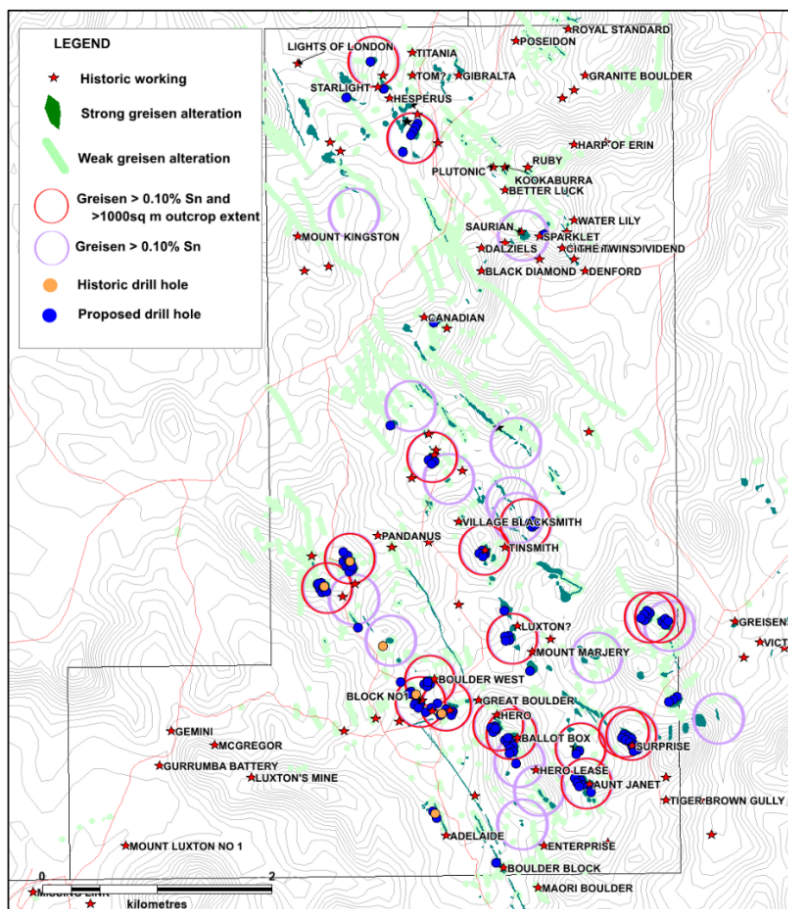 LEGEND
Historic working
Strong greisen alteration
Weak greisen alteration
Greisen > 0.10% Sn and
>1000sq m outcrop extent
Greisen > 0.10% Sn
Historic drill hole
Proposed drill hole
ROYAL STANDARD
POSEIDON
LIGHTS OF LONDON
TITANIA
TOM?
GIBRALTA
GRANITE BOULDER
STARLIGHT
HESPERUS
HARP OF ERIN
PLUTONIC
RUBY
KOOKABURRA
BETTER LUCK
WATER LILY
SAURIAN
SPARKLET
MOUNT KINGSTON
DALZIELS
DIVIDEND
BLACK DIAMOND
DENFORD
CANADIAN
VILLAGE BLACKSMITH
PANDANUS
TINSMITH
LUXTON?
GREISEN
VICT
MOUNT MARJERY
BOULDER WEST
BLOCK NO1
GREAT BOULDER
HERO
GEMINI
BALLOT BOX
MCGREGOR
SURPRISE
GURRUMBA BATTERY
HERO LEASE
LUXTON'S MINE
AUNT JANET
TIGER BROWN GULLY
ADELAIDE
MOUNT LUXTON NO 1
ENTERPRISE
BOULDER BLOCK
0
2
MAORI BOULDER
MISSING LINK
kilometres